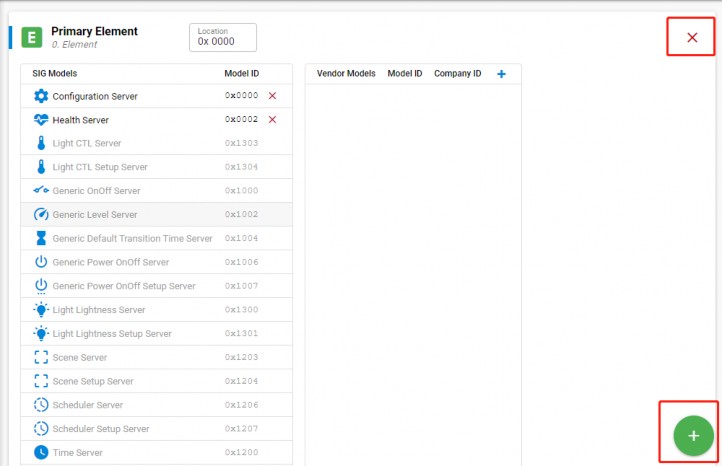 E
Primary Element
0. Element
Location
0x 0000
SIG Models Model ID
Configuration Server 0x0000
Health Server 0x0002
Light CTL Server 0x1303
Light CTL Setup Server 0x1304
Generic OnOff Server 0x1000
Generic Level Server 0x1002
Generic Default Transition Time Server 0x1004
Generic Power OnOff Server 0x1006
Generic Power OnOff Setup Server 0x1007
Light Lightness Server 0x1300
Light Lightness Setup Server 0x1301
Scene Server 0x1203
Scene Setup Server 0x1204
Scheduler Server 0x1206
Scheduler Setup Server 0x1207
Time Server 0x1200
Vendor Models Model ID Company ID +
+